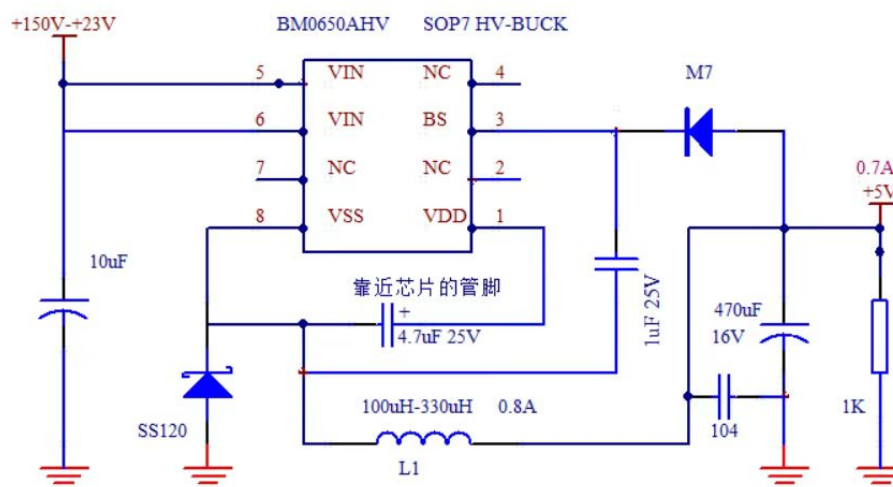 +150V-+23V
BM0650AHV SOP7 HV-BUCK
5 VIN NC 4
M7
6 VIN BS 3
7 NC NC 2
0.7A
+5V
8 VSS VDD 1
10uF
靠近芯片的管脚
+
4.7uF 25V
1uF 25V
470uF
16V
100uH-330uH 0.8A
1K
SS120
104
L1